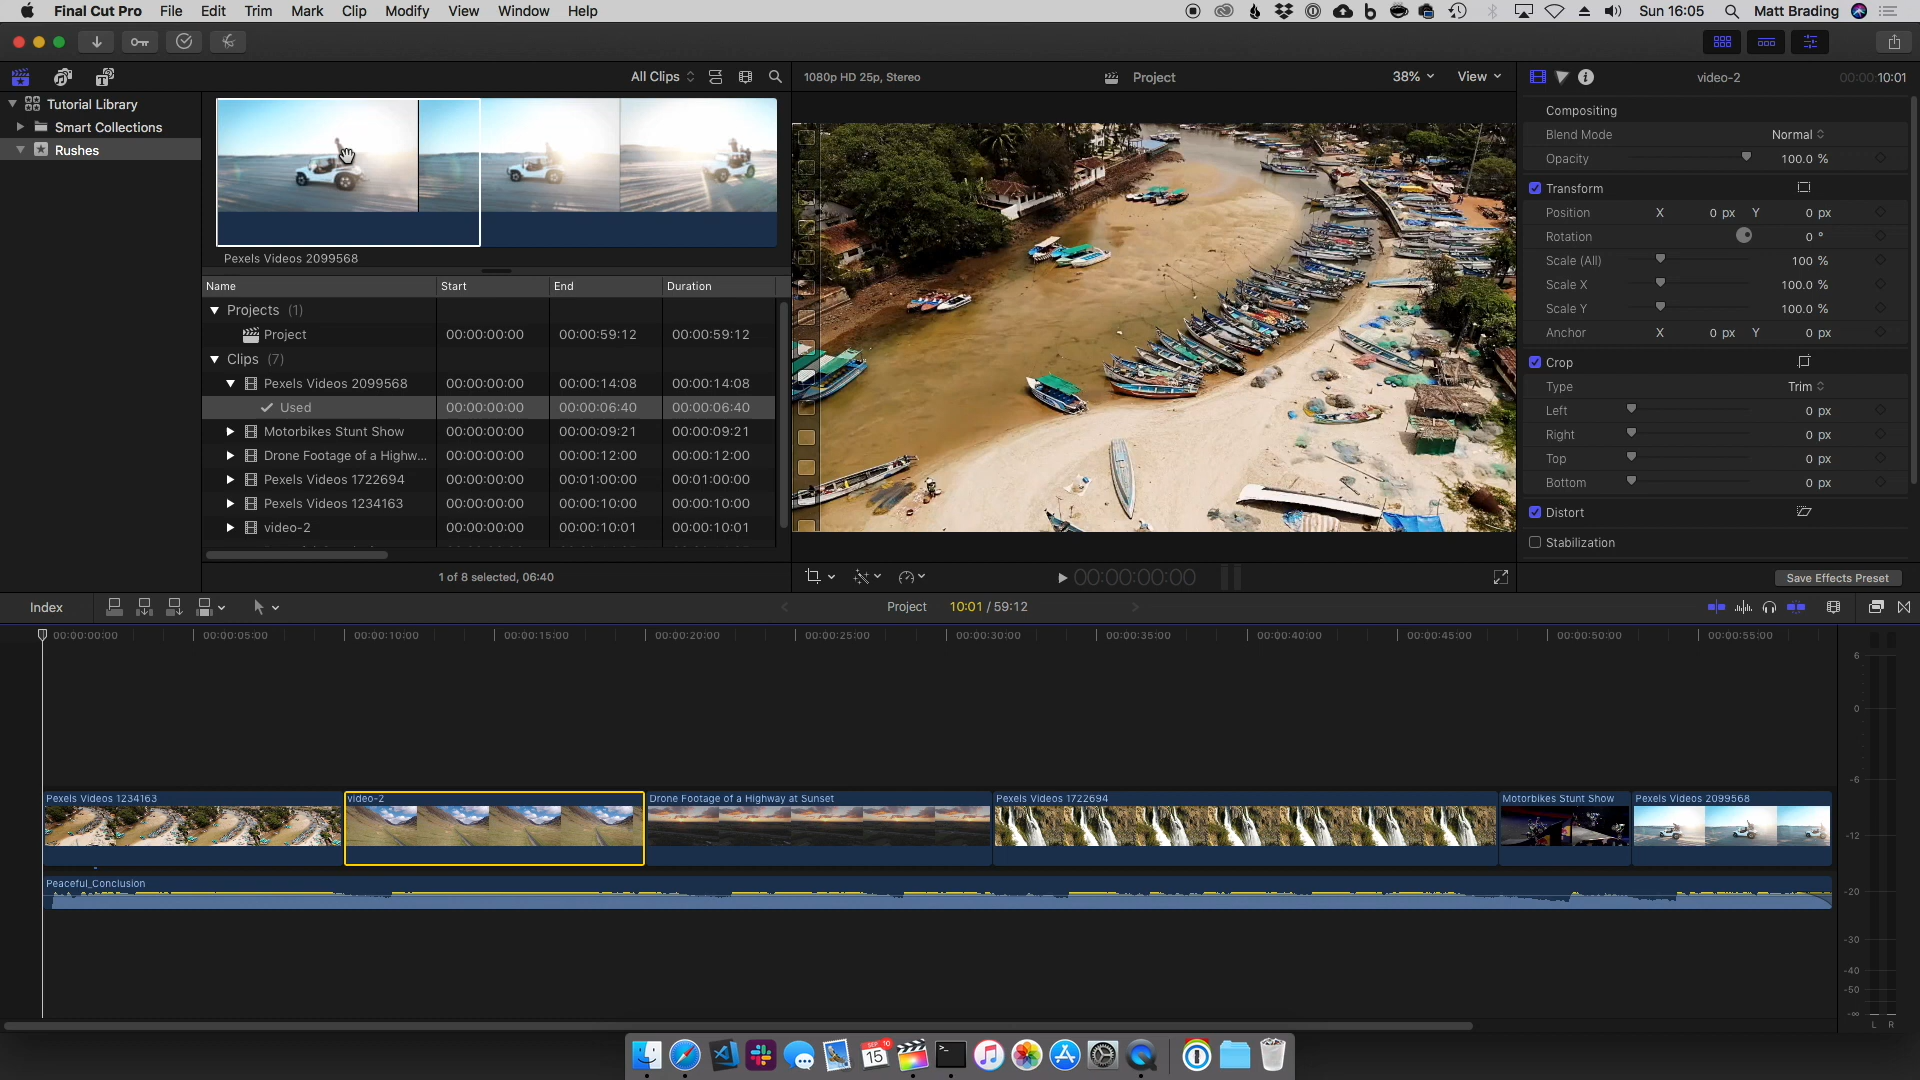 Final Cut Pro File Edit Trim Mark Clip Modify View Window Help Sun 16:05 Matt Brading
All Clips 1080p HD 25p, Stereo Project 38% View video-2 00:00:10:01
Tutorial Library
Smart Collections
Rushes
Pexels Videos 2099568
Name Start End Duration
Projects (1)
Project 00:00:00:00 00:00:59:12 00:00:59:12
Clips (7)
Pexels Videos 2099568 00:00:00:00 00:00:14:08 00:00:14:08
Used 00:00:00:00 00:00:06:40 00:00:06:40
Motorbikes Stunt Show 00:00:00:00 00:00:09:21 00:00:09:21
Drone Footage of a Highw... 00:00:00:00 00:00:12:00 00:00:12:00
Pexels Videos 1722694 00:00:00:00 00:01:00:00 00:01:00:00
Pexels Videos 1234163 00:00:00:00 00:00:10:00 00:00:10:00
video-2 00:00:00:00 00:00:10:01 00:00:10:01
1 of 8 selected, 06:40
00:00:00:00
Compositing
Blend Mode Normal
Opacity 100.0 %
Transform
Position X 0 px Y 0 px
Rotation 0 °
Scale (All) 100 %
Scale X 100.0 %
Scale Y 100.0 %
Anchor X 0 px Y 0 px
Crop
Type Trim
Left 0 px
Right 0 px
Top 0 px
Bottom 0 px
Distort
Stabilization
Save Effects Preset
Index Project 10:01 / 59:12
00:00:00:00 00:00:05:00 00:00:10:00 00:00:15:00 00:00:20:00 00:00:25:00 00:00:30:00 00:00:35:00 00:00:40:00 00:00:45:00 00:00:50:00 00:00:55:00
Pexels Videos 1234163 video-2 Drone Footage of a Highway at Sunset Pexels Videos 1722694 Motorbikes Stunt Show Pexels Videos 2099568
Peaceful_Conclusion
6
0
-6
-12
-20
-30
-40
-50
-∞
L R
SEP 10
15